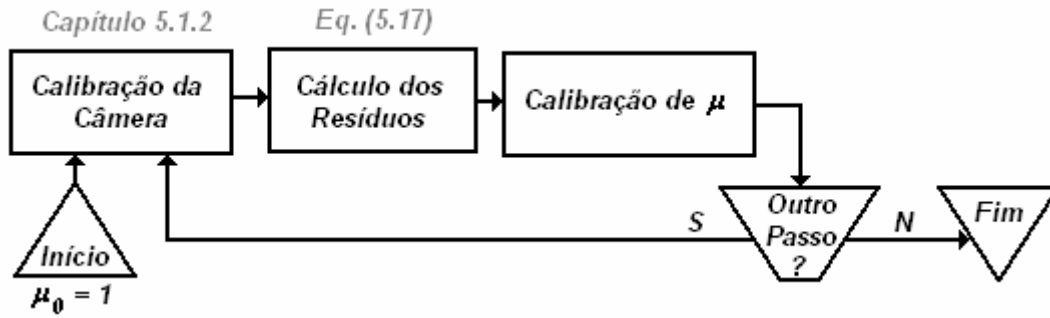 Capítulo 5.1.2
Eq. (5.17)
Calibração da
Câmera
Cálculo dos
Resíduos
Calibração de μ
Outro
Passo
?
S
N
Fim
Início
μ₀ = 1